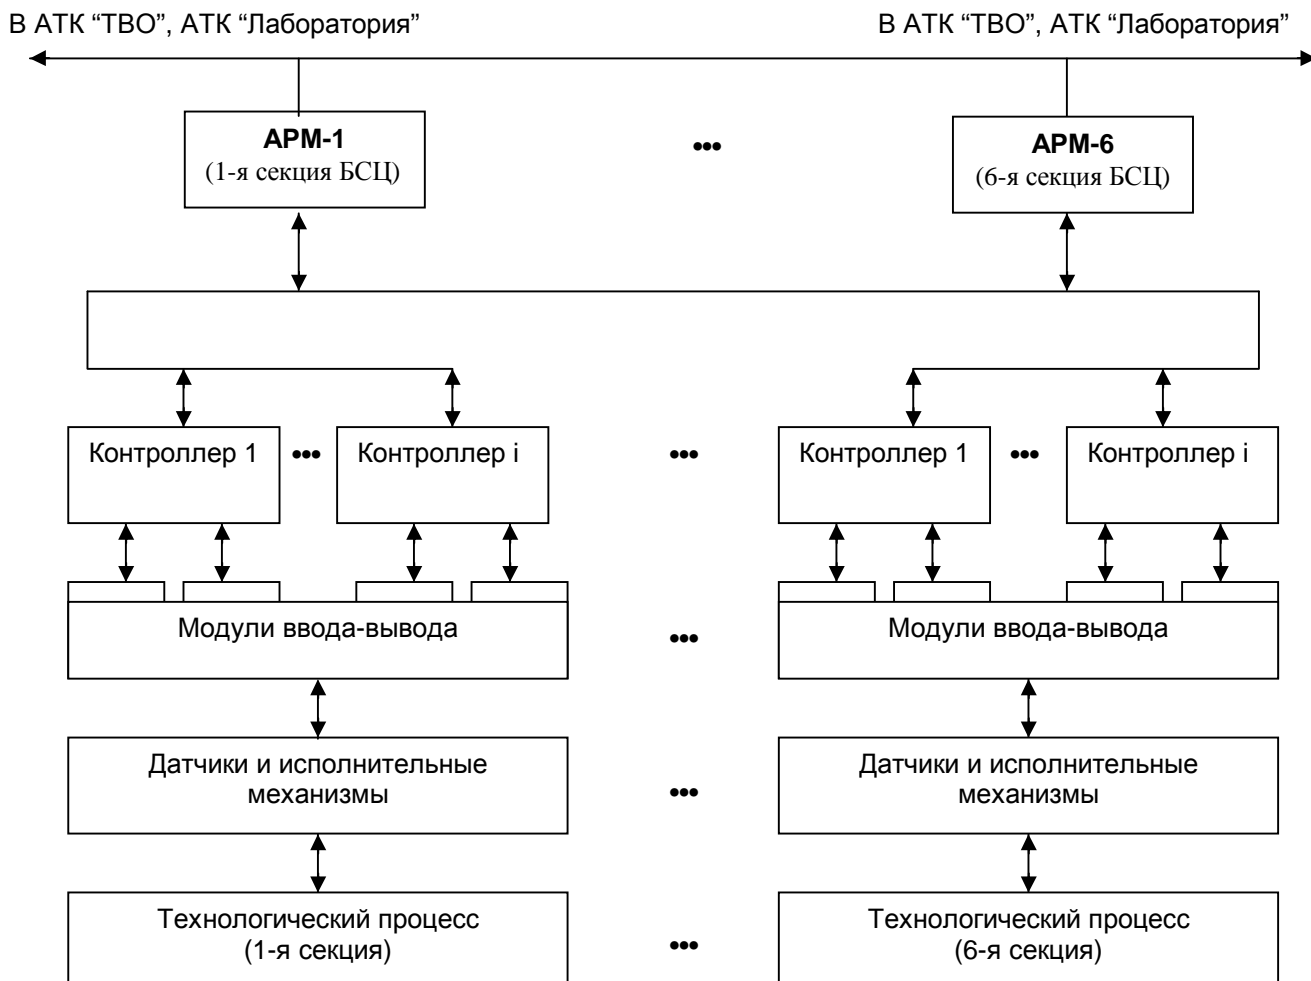 В АТК “ТВО”, АТК “Лаборатория”
В АТК “ТВО”, АТК “Лаборатория”
АРМ-1
(1-я секция БСЦ)
•••
АРМ-6
(6-я секция БСЦ)
Контроллер 1
•••
Контроллер i
•••
Контроллер 1
•••
Контроллер i
Модули ввода-вывода
•••
Модули ввода-вывода
Датчики и исполнительные
механизмы
•••
Датчики и исполнительные
механизмы
Технологический процесс
(1-я секция)
•••
Технологический процесс
(6-я секция)